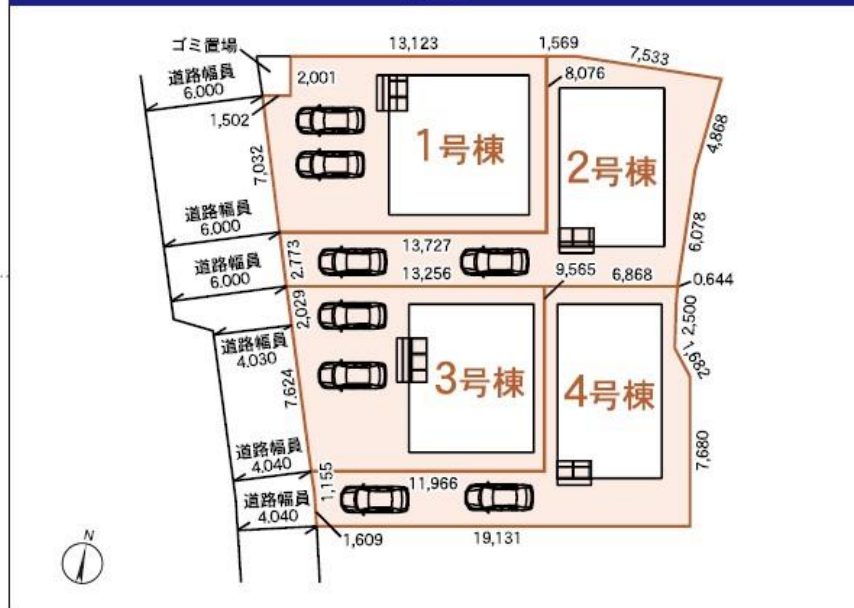 ゴミ置場
13,123
1,569
7,533
道路幅員
6.000
2,001
8,076
1,502
4,868
1号棟
2号棟
7,032
道路幅員
6.000
6,078
13,727
2.773
道路幅員
6.000
13,256
9,565
6,868
0.644
2,029
2,500
道路幅員
4.030
1,682
3号棟
4号棟
7.624
7,680
道路幅員
4.040
1,155
11,966
道路幅員
4.040
1,609
19,131
N